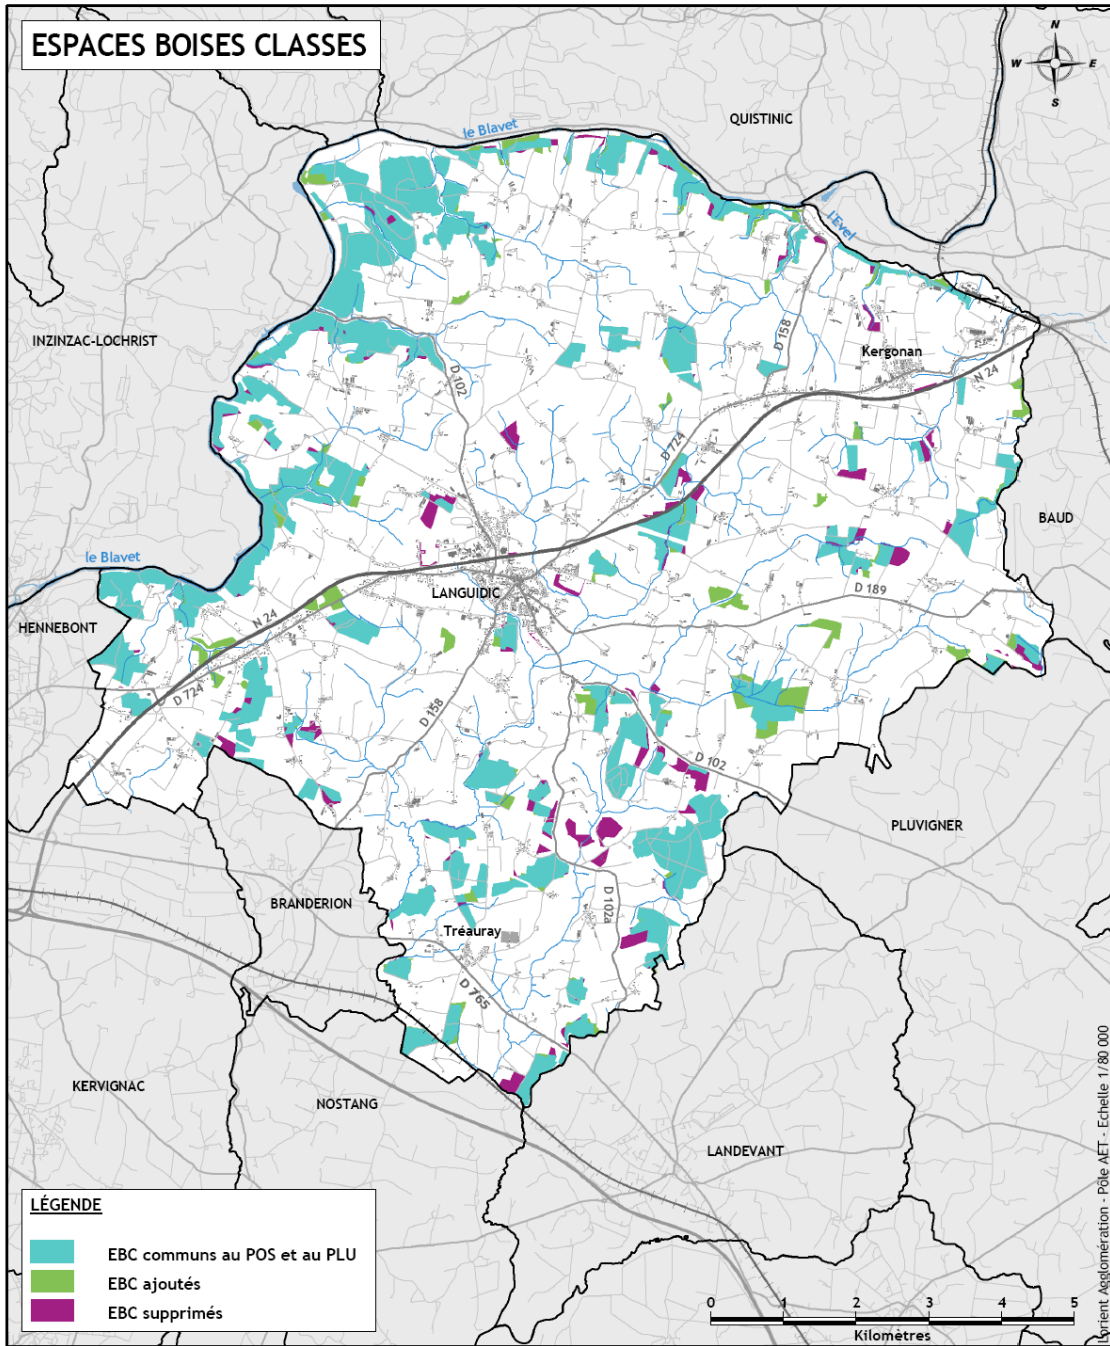 ESPACES BOISES CLASSES
N
W
E
S
QUISTINIC
le Blavet
l'Evel
INZINZAC-LOCHRIST
D 158
Kergonan
N 24
D 102
D 724
BAUD
le Blavet
LANGUIDIC
D 189
HENNEBONT
N 24
D 724
D 158
D 102
PLUVIGNER
BRANDERION
D 102a
Tréauray
D 765
KERVIGNAC
NOSTANG
LANDEVANT
LÉGENDE
EBC communs au POS et au PLU
EBC ajoutés
EBC supprimés
0 1 2 3 4 5
Kilomètres
Lorient Agglomération - Pôle AET - Echelle 1/80 000